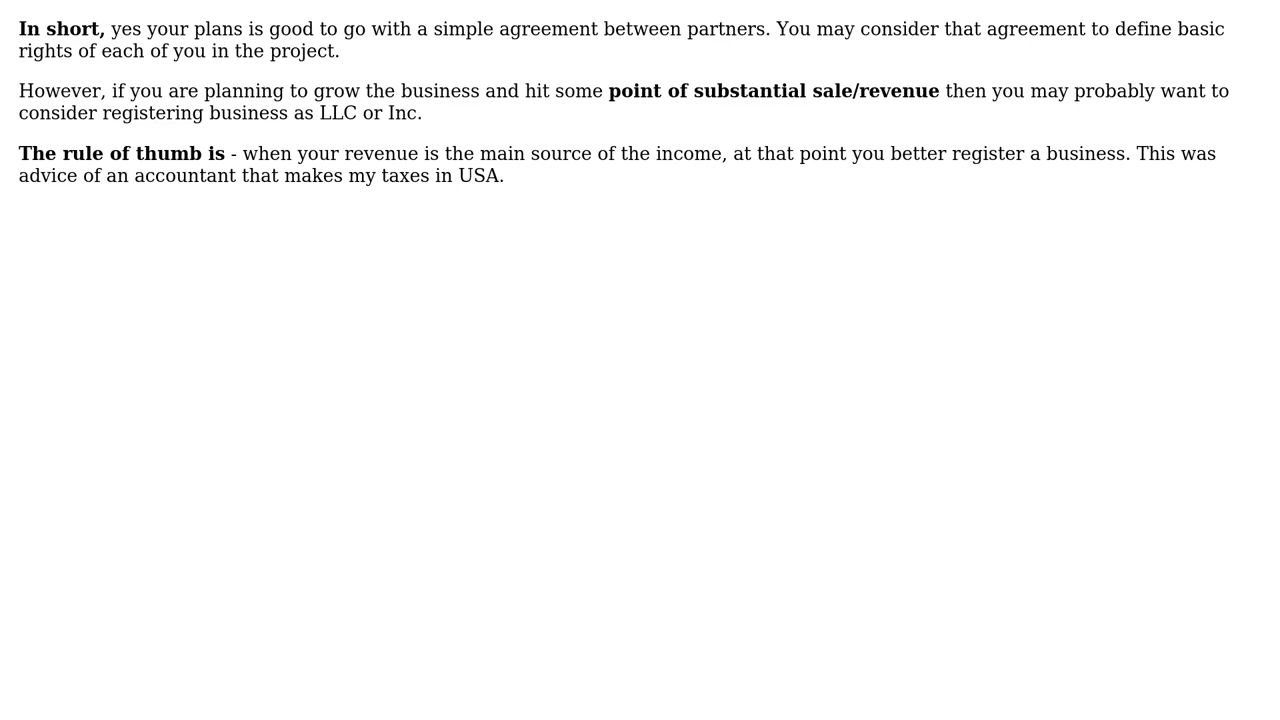 In short, yes your plans is good to go with a simple agreement between partners. You may consider that agreement to define basic
rights of each of you in the project.
However, if you are planning to grow the business and hit some point of substantial sale/revenue then you may probably want to
consider registering business as LLC or Inc.
The rule of thumb is - when your revenue is the main source of the income, at that point you better register a business. This was
advice of an accountant that makes my taxes in USA.